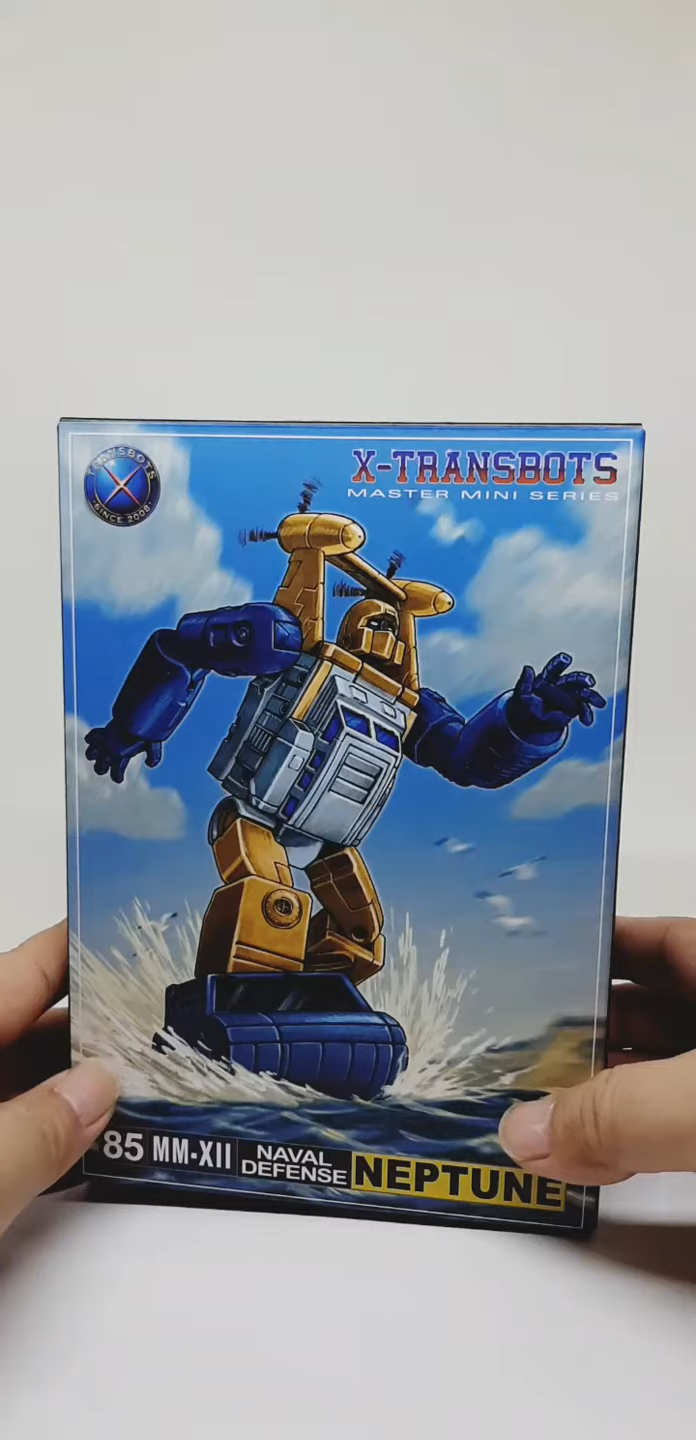 TRANSBOTS
SINCE 2008
X-TRANSBOTS
MASTER MINI SERIES
85 MM-XII NAVAL DEFENSE NEPTUNE